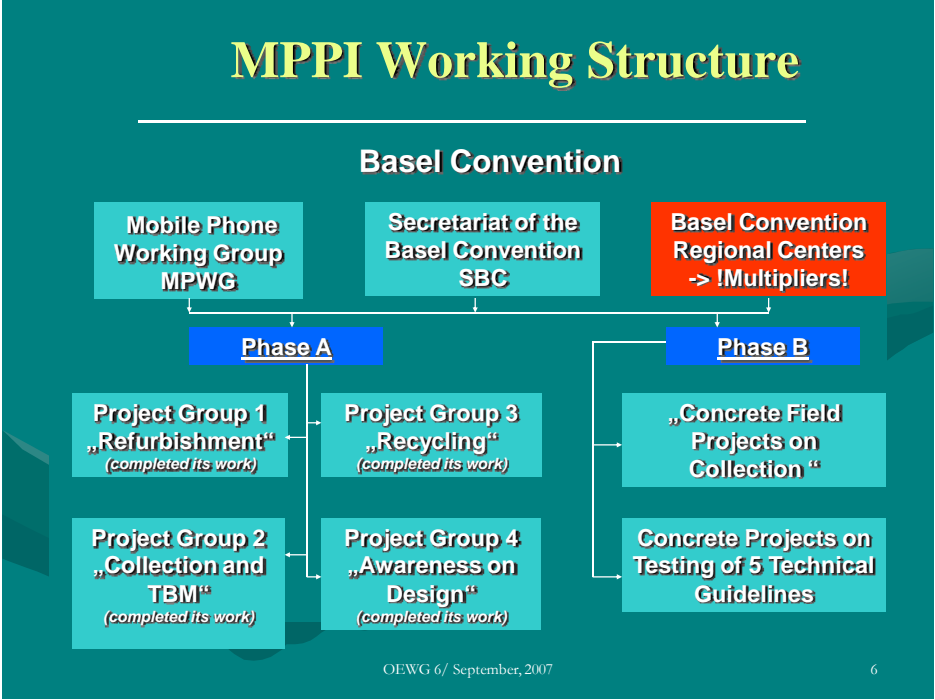 MPPI Working Structure
Basel Convention
Mobile Phone
Working Group
MPWG
Secretariat of the
Basel Convention
SBC
Basel Convention
Regional Centers
-> !Multipliers!
Phase A
Phase B
Project Group 1
„Refurbishment“
(completed its work)
Project Group 3
„Recycling“
(completed its work)
„Concrete Field
Projects on
Collection “
Project Group 2
„Collection and
TBM“
(completed its work)
Project Group 4
„Awareness on
Design“
(completed its work)
Concrete Projects on
Testing of 5 Technical
Guidelines
OEWG 6/ September, 2007
6